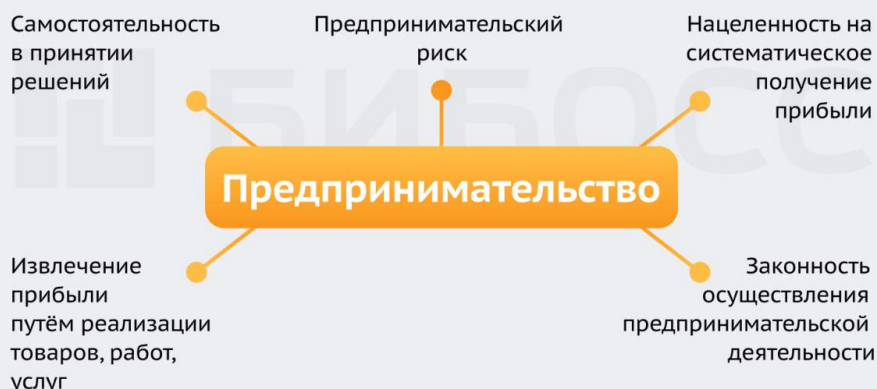 Самостоятельность
в принятии
решений
Предпринимательский
риск
Нацеленность на
систематическое
получение
прибыли
БИБОСС
Предпринимательство
Извлечение
прибыли
путём реализации
товаров, работ,
услуг
Законность
осуществления
предпринимательской
деятельности